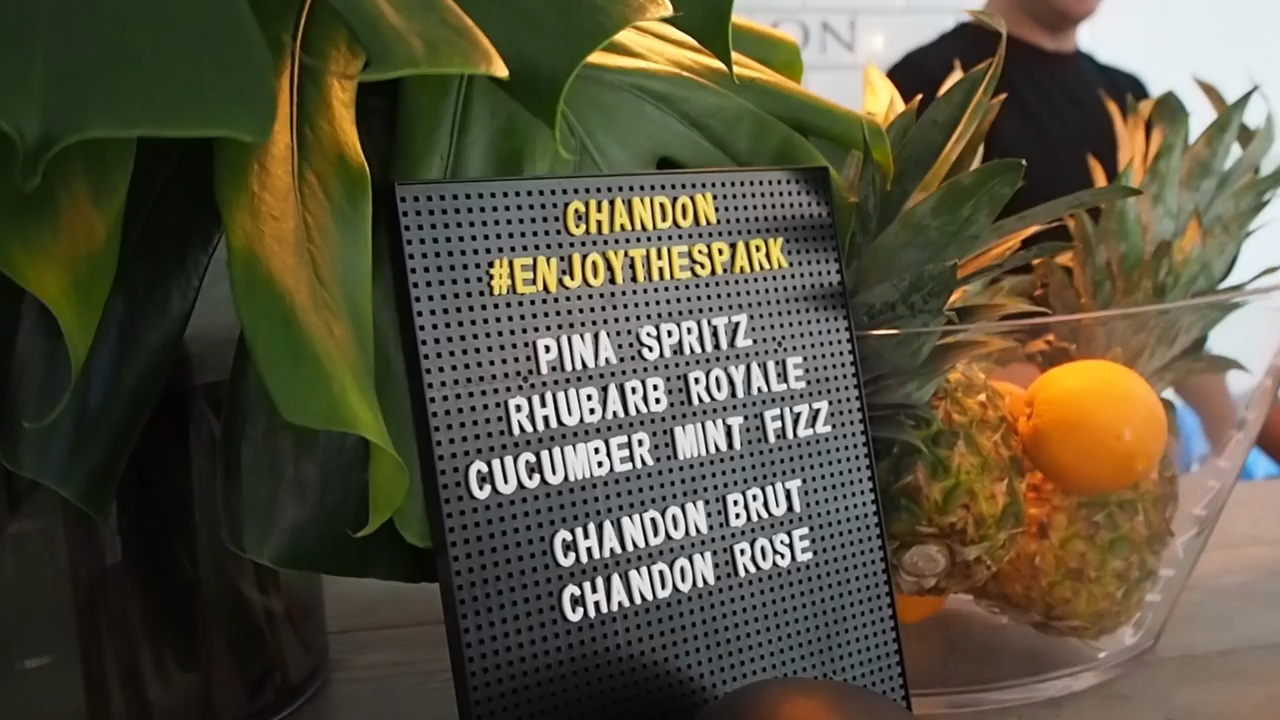 CHANDON
#ENJOYTHESPARK
PINA SPRITZ
RHUBARB ROYALE
CUCUMBER MINT FIZZ
CHANDON BRUT
CHANDON ROSE